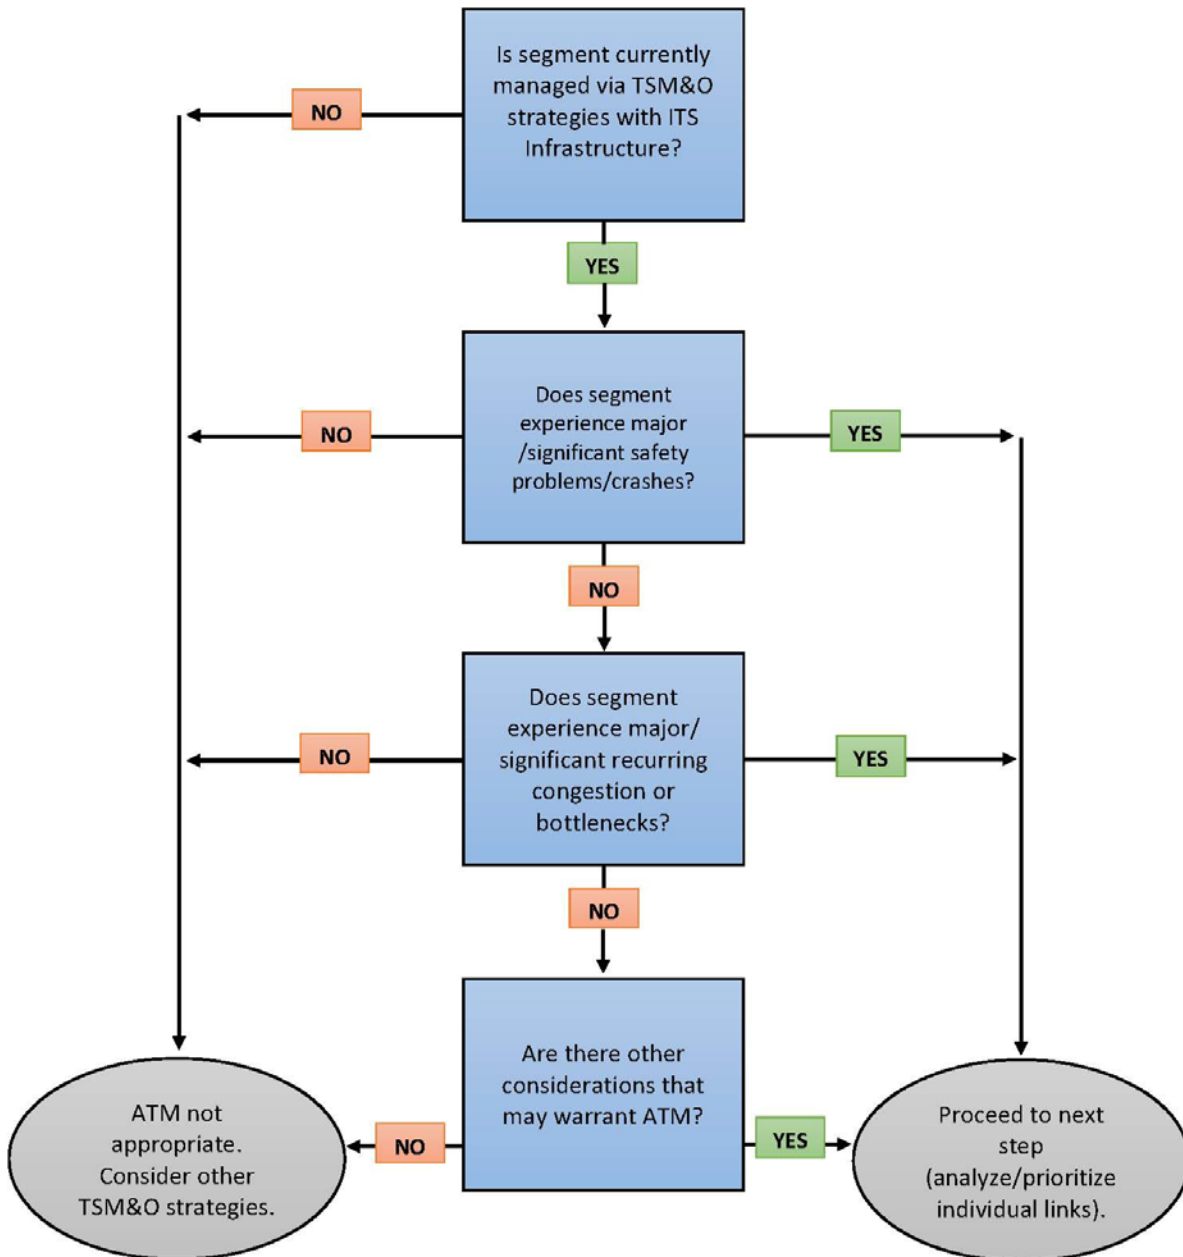 Is segment currently
managed via TSM&O
strategies with ITS
Infrastructure?
NO
YES
Does segment
experience major
/significant safety
problems/crashes?
NO
YES
NO
Does segment
experience major/
significant recurring
congestion or
bottlenecks?
NO
YES
NO
Are there other
considerations that
may warrant ATM?
NO
YES
ATM not
appropriate.
Consider other
TSM&O strategies.
Proceed to next
step
(analyze/prioritize
individual links).